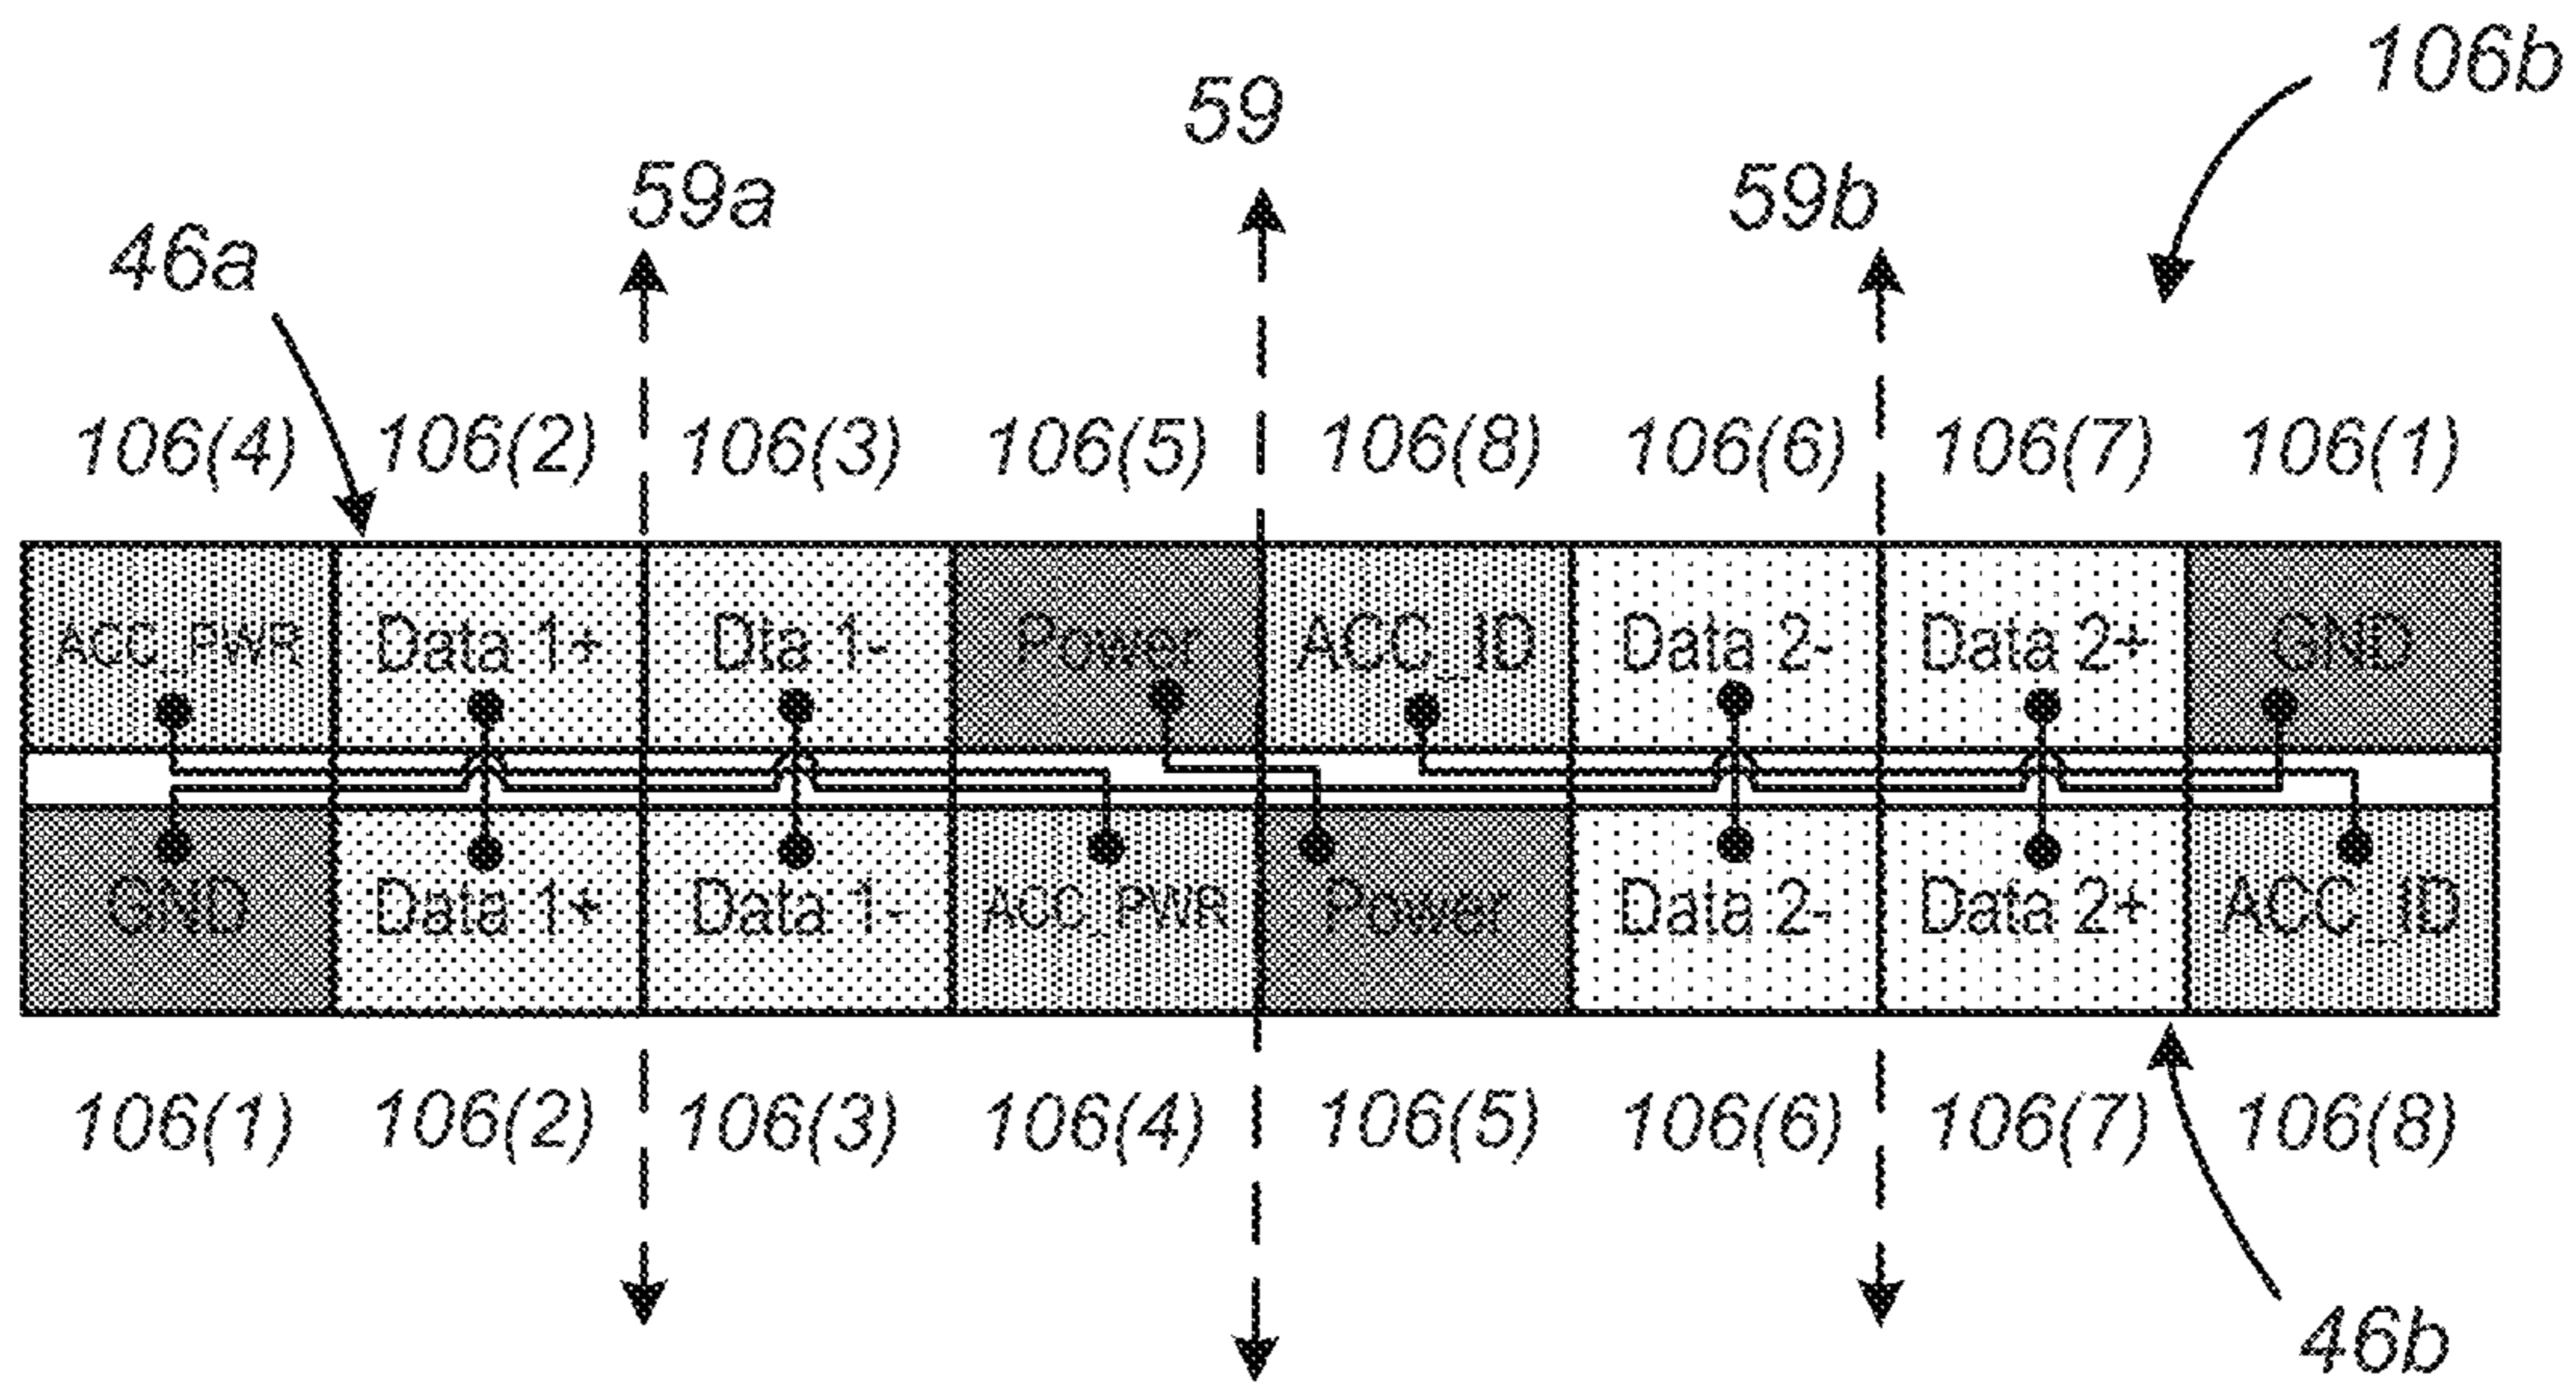 106b
59
59a
59b
46a
106(4) 106(2) 106(3) 106(5) 106(8) 106(6) 106(7) 106(1)
ACC_PWR Data 1+ Dta 1- Power ACC_ID Data 2- Data 2+ GND
GND Data 1+ Data 1- ACC_PWR Power Data 2- Data 2+ ACC_ID
106(1) 106(2) 106(3) 106(4) 106(5) 106(6) 106(7) 106(8)
46b